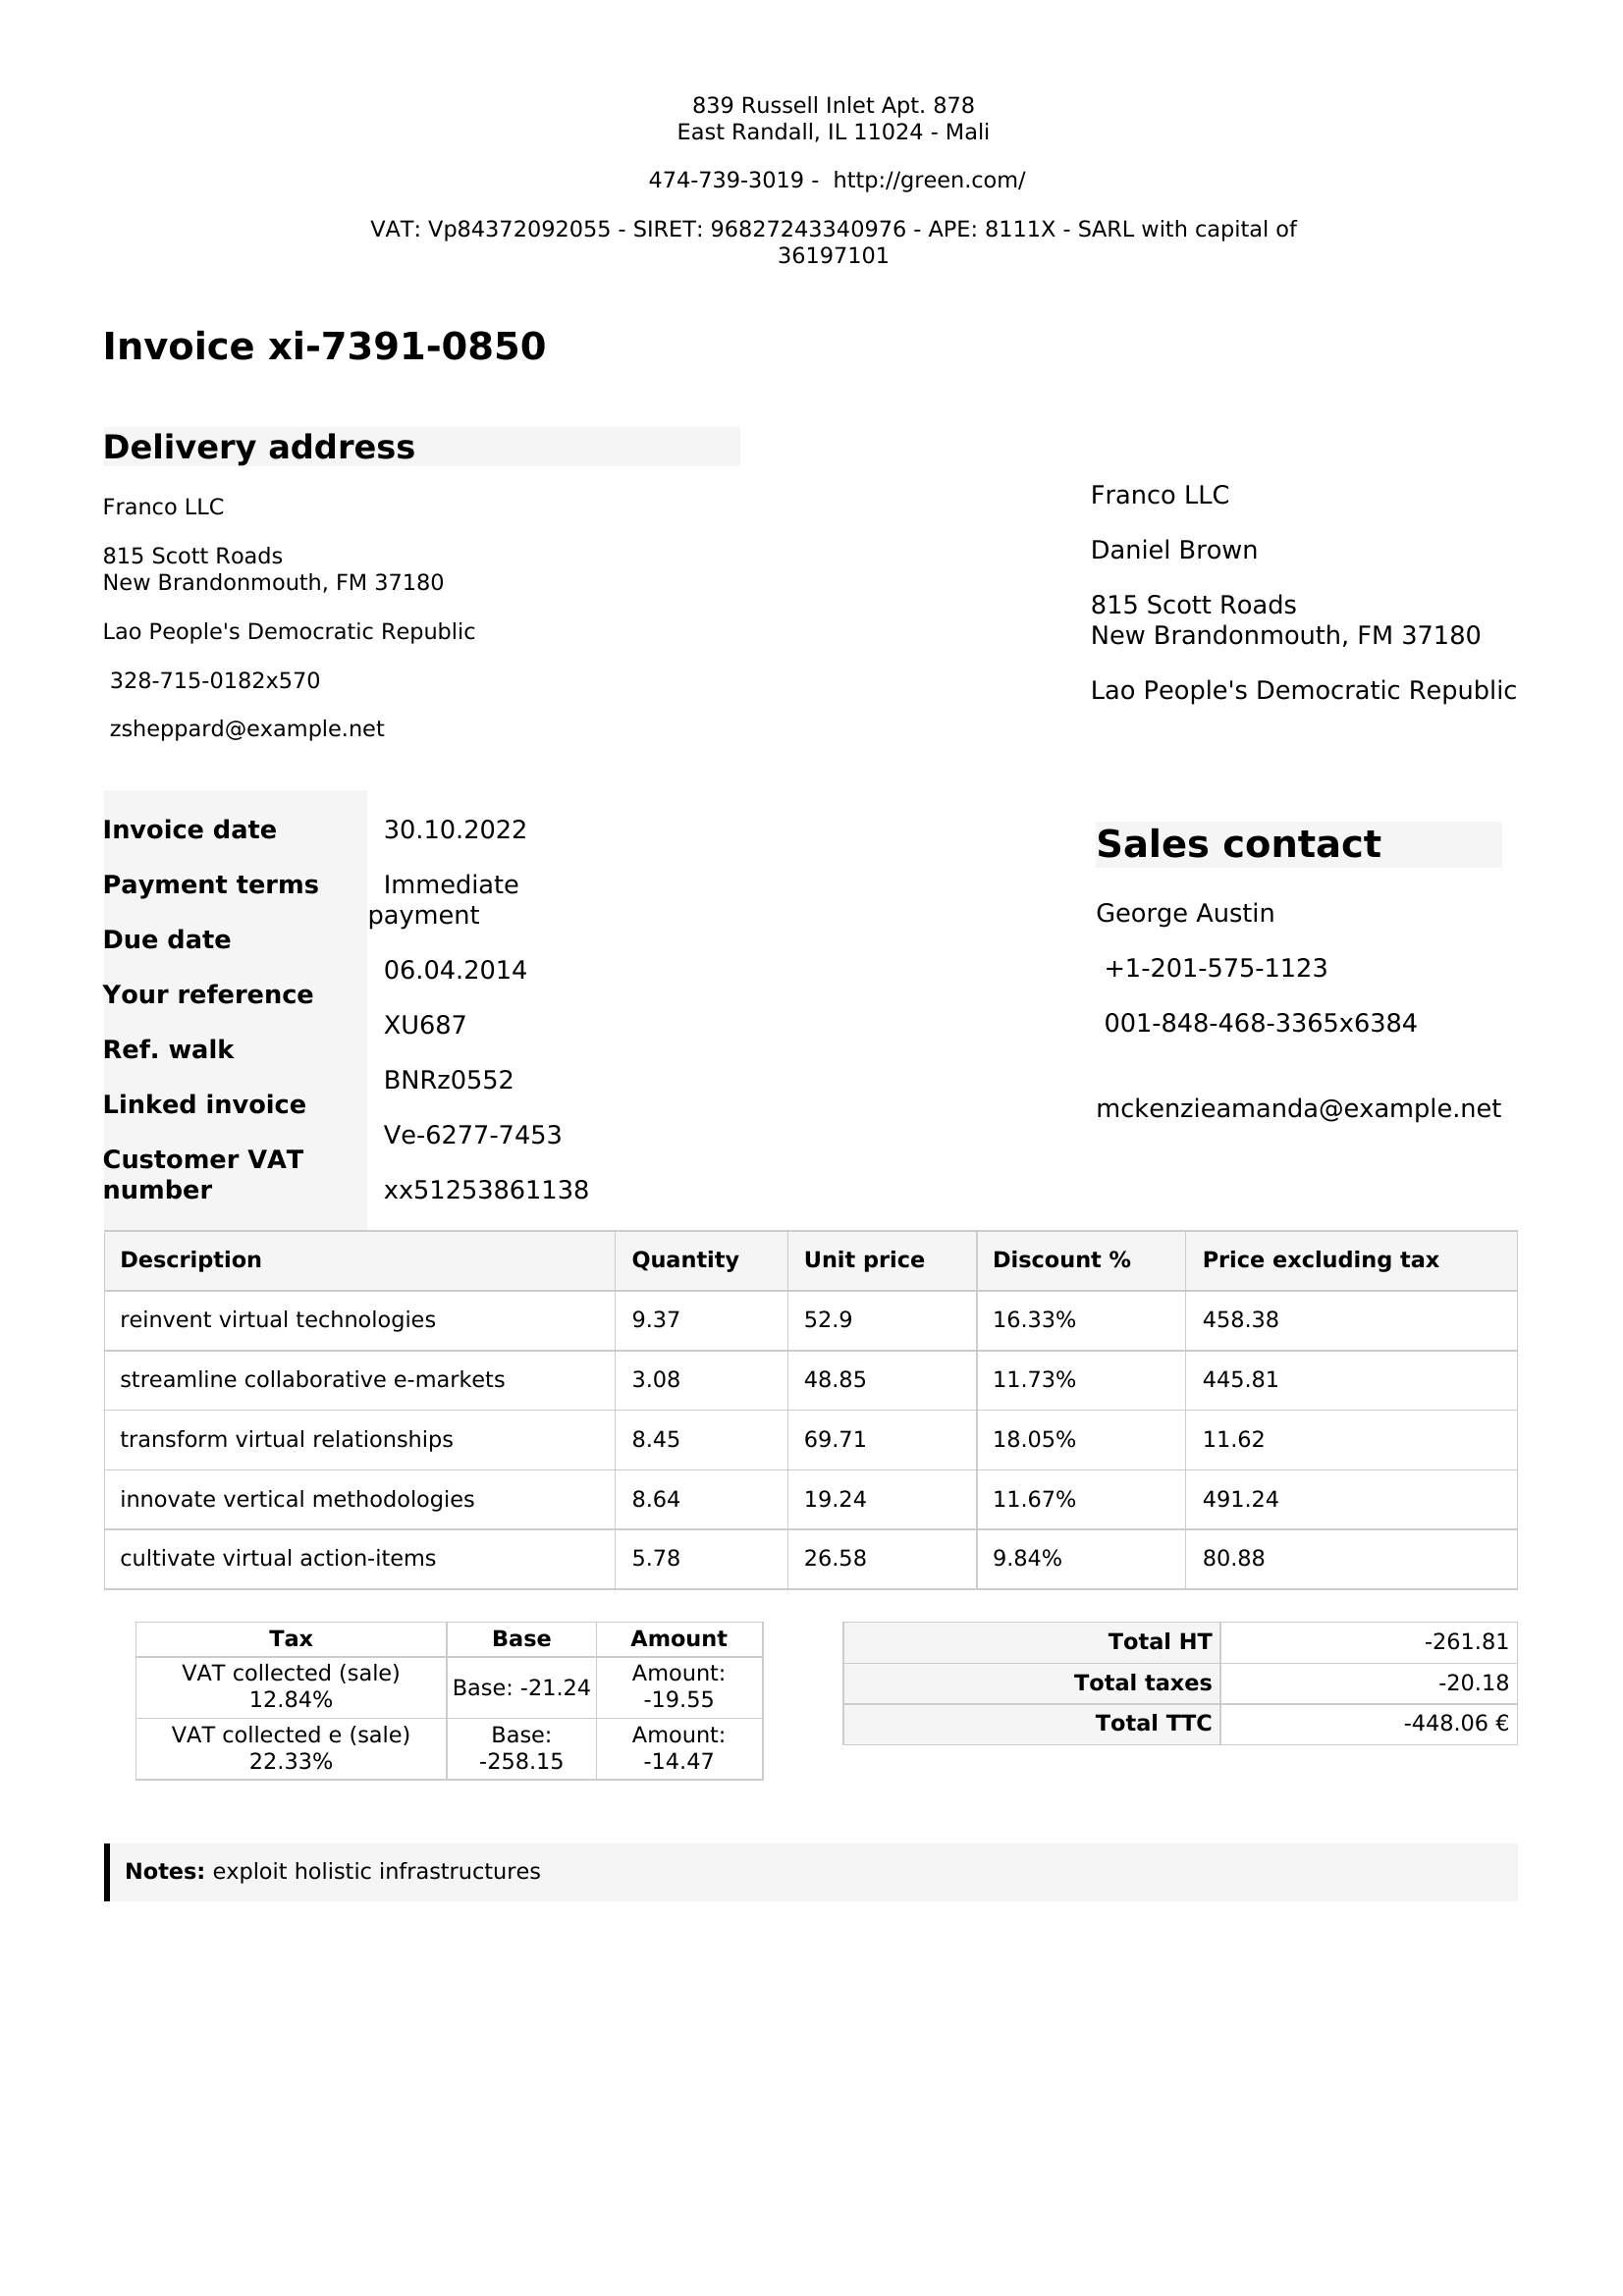 839 Russell Inlet Apt. 878
East Randall, IL 11024 - Mali
474-739-3019 -  http://green.com/
VAT: Vp84372092055 - SIRET: 96827243340976 - APE: 8111X - SARL with capital of
36197101
Invoice xi-7391-0850
Delivery address
Franco LLC
815 Scott Roads
New Brandonmouth, FM 37180
Lao People's Democratic Republic
328-715-0182x570
zsheppard@example.net
Franco LLC
Daniel Brown
815 Scott Roads
New Brandonmouth, FM 37180
Lao People's Democratic Republic
Invoice date
Payment terms
Due date
Your reference
Ref. walk
Linked invoice
Customer VAT
number
30.10.2022
Immediate
payment
06.04.2014
XU687
BNRz0552
Ve-6277-7453
xx51253861138
Sales contact
George Austin
+1-201-575-1123
001-848-468-3365x6384
mckenzieamanda@example.net
Description Quantity Unit price Discount % Price excluding tax
reinvent virtual technologies 9.37 52.9 16.33% 458.38
streamline collaborative e-markets 3.08 48.85 11.73% 445.81
transform virtual relationships 8.45 69.71 18.05% 11.62
innovate vertical methodologies 8.64 19.24 11.67% 491.24
cultivate virtual action-items 5.78 26.58 9.84% 80.88
Tax Base Amount
VAT collected (sale)
12.84%
Base: -21.24
Amount:
-19.55
VAT collected e (sale)
22.33%
Base:
-258.15
Amount:
-14.47
Total HT -261.81
Total taxes -20.18
Total TTC -448.06 €
Notes: exploit holistic infrastructures